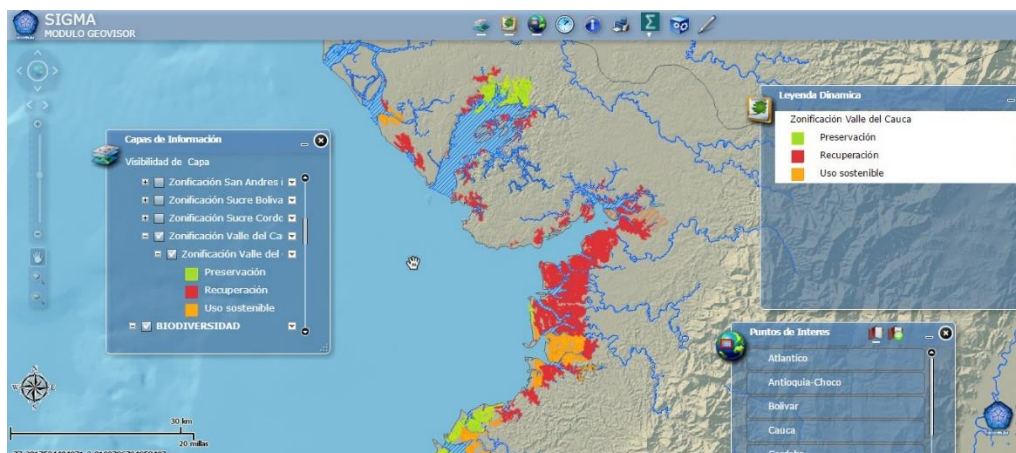 SIGMA
MODULO GEOVISOR
Capas de Información
Visibilidad de Capa
Zonificación San Andres i
Zonificación Sucre Boliva
Zonificación Sucre Cordo
Zonificación Valle del Ca
Zonificación Valle del
Preservación
Recuperación
Uso sostenible
BIODIVERSIDAD
Leyenda Dinamica
Zonificación Valle del Cauca
Preservación
Recuperación
Uso sostenible
Puntos de Interes
Atlantico
Antioquia-Choco
Bolivar
Cauca
30 km
20 millas